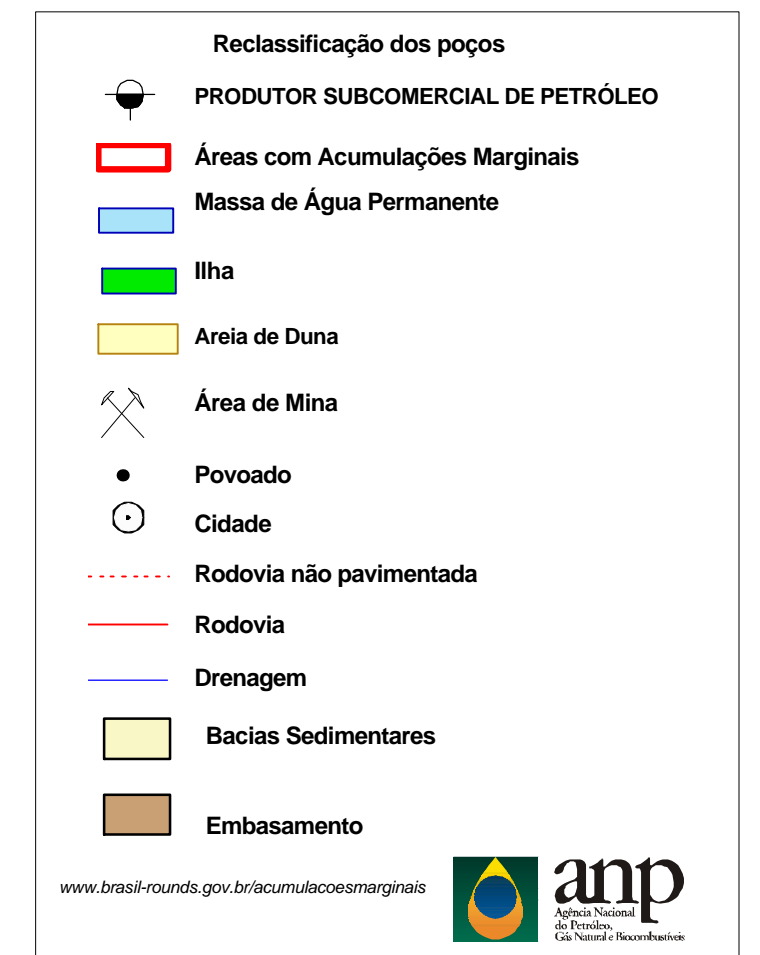 Reclassificação dos poços
PRODUTOR SUBCOMERCIAL DE PETRÓLEO
Áreas com Acumulações Marginais
Massa de Água Permanente
Ilha
Areia de Duna
Área de Mina
Povoado
Cidade
Rodovia não pavimentada
Rodovia
Drenagem
Bacias Sedimentares
Embasamento
www.brasil-rounds.gov.br/acumulacoesmarginais
anp
Agência Nacional
do Petróleo,
Gás Natural e Biocombustíveis